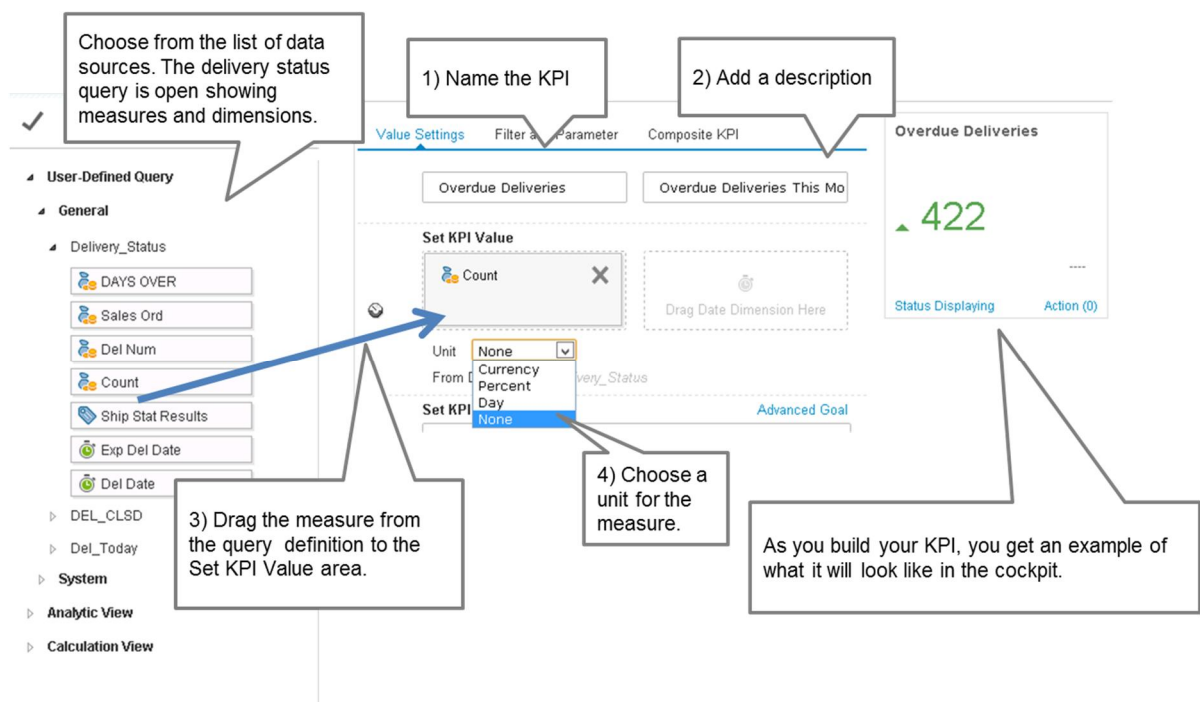 Choose from the list of data
sources. The delivery status
query is open showing
measures and dimensions.
1) Name the KPI
2) Add a description
Value Settings
Filter a
Parameter
Composite KPI
Overdue Deliveries
Overdue Deliveries This Mo
Set KPI Value
Count
Drag Date Dimension Here
Unit
None
Currency
Percent
Day
None
From D
very_Status
Set KPI
Advanced Goal
Overdue Deliveries
422
----
Status Displaying
Action (0)
User-Defined Query
General
Delivery_Status
DAYS OVER
Sales Ord
Del Num
Count
Ship Stat Results
Exp Del Date
Del Date
DEL_CLSD
Del_Today
System
Analytic View
Calculation View
3) Drag the measure from
the query definition to the
Set KPI Value area.
4) Choose a
unit for the
measure.
As you build your KPI, you get an example of
what it will look like in the cockpit.